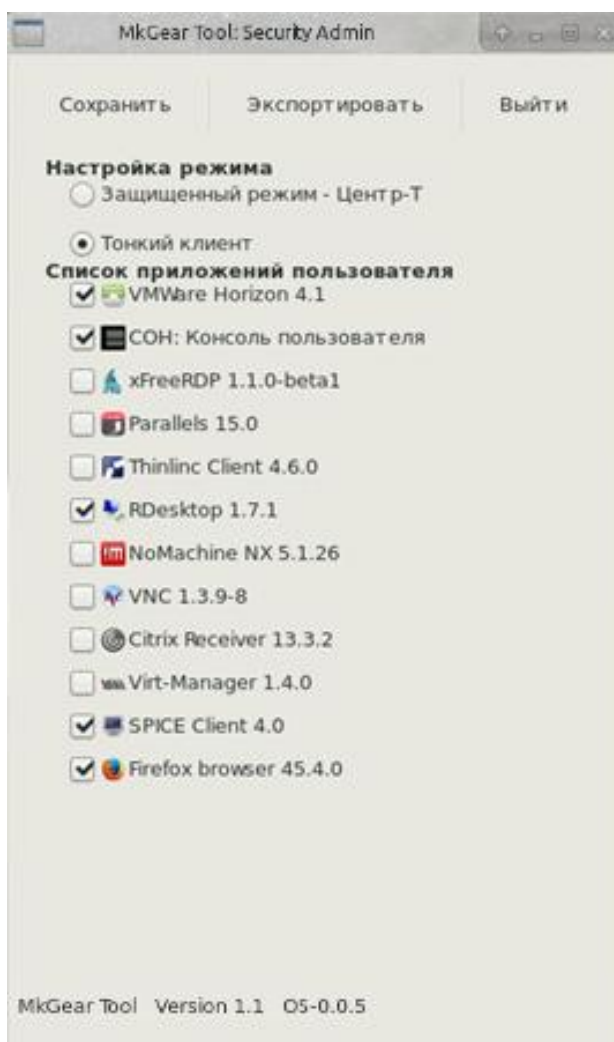 MkGear Tool: Security Admin
Сохранить Экспортировать Выйти
Настройка режима
Защищенный режим - Центр-Т
Тонкий клиент
Список приложений пользователя
VMWare Horizon 4.1
СОН: Консоль пользователя
xFreeRDP 1.1.0-beta1
Parallels 15.0
Thinlinc Client 4.6.0
RDesktop 1.7.1
NoMachine NX 5.1.26
VNC 1.3.9-8
Citrix Receiver 13.3.2
Virt-Manager 1.4.0
SPICE Client 4.0
Firefox browser 45.4.0
MkGear Tool Version 1.1 OS-0.0.5